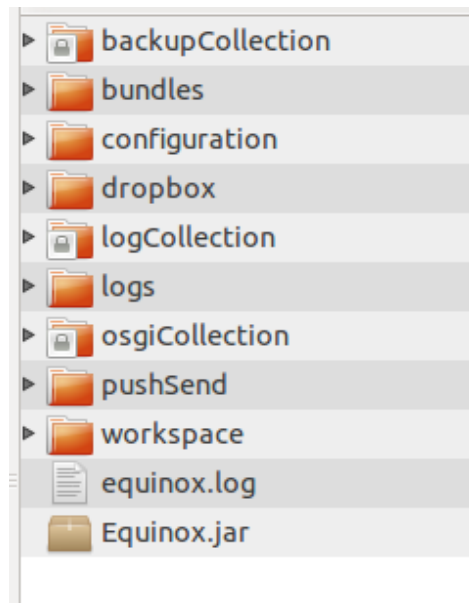 backupCollection
bundles
configuration
dropbox
logCollection
logs
osgiCollection
pushSend
workspace
equinox.log
Equinox.jar